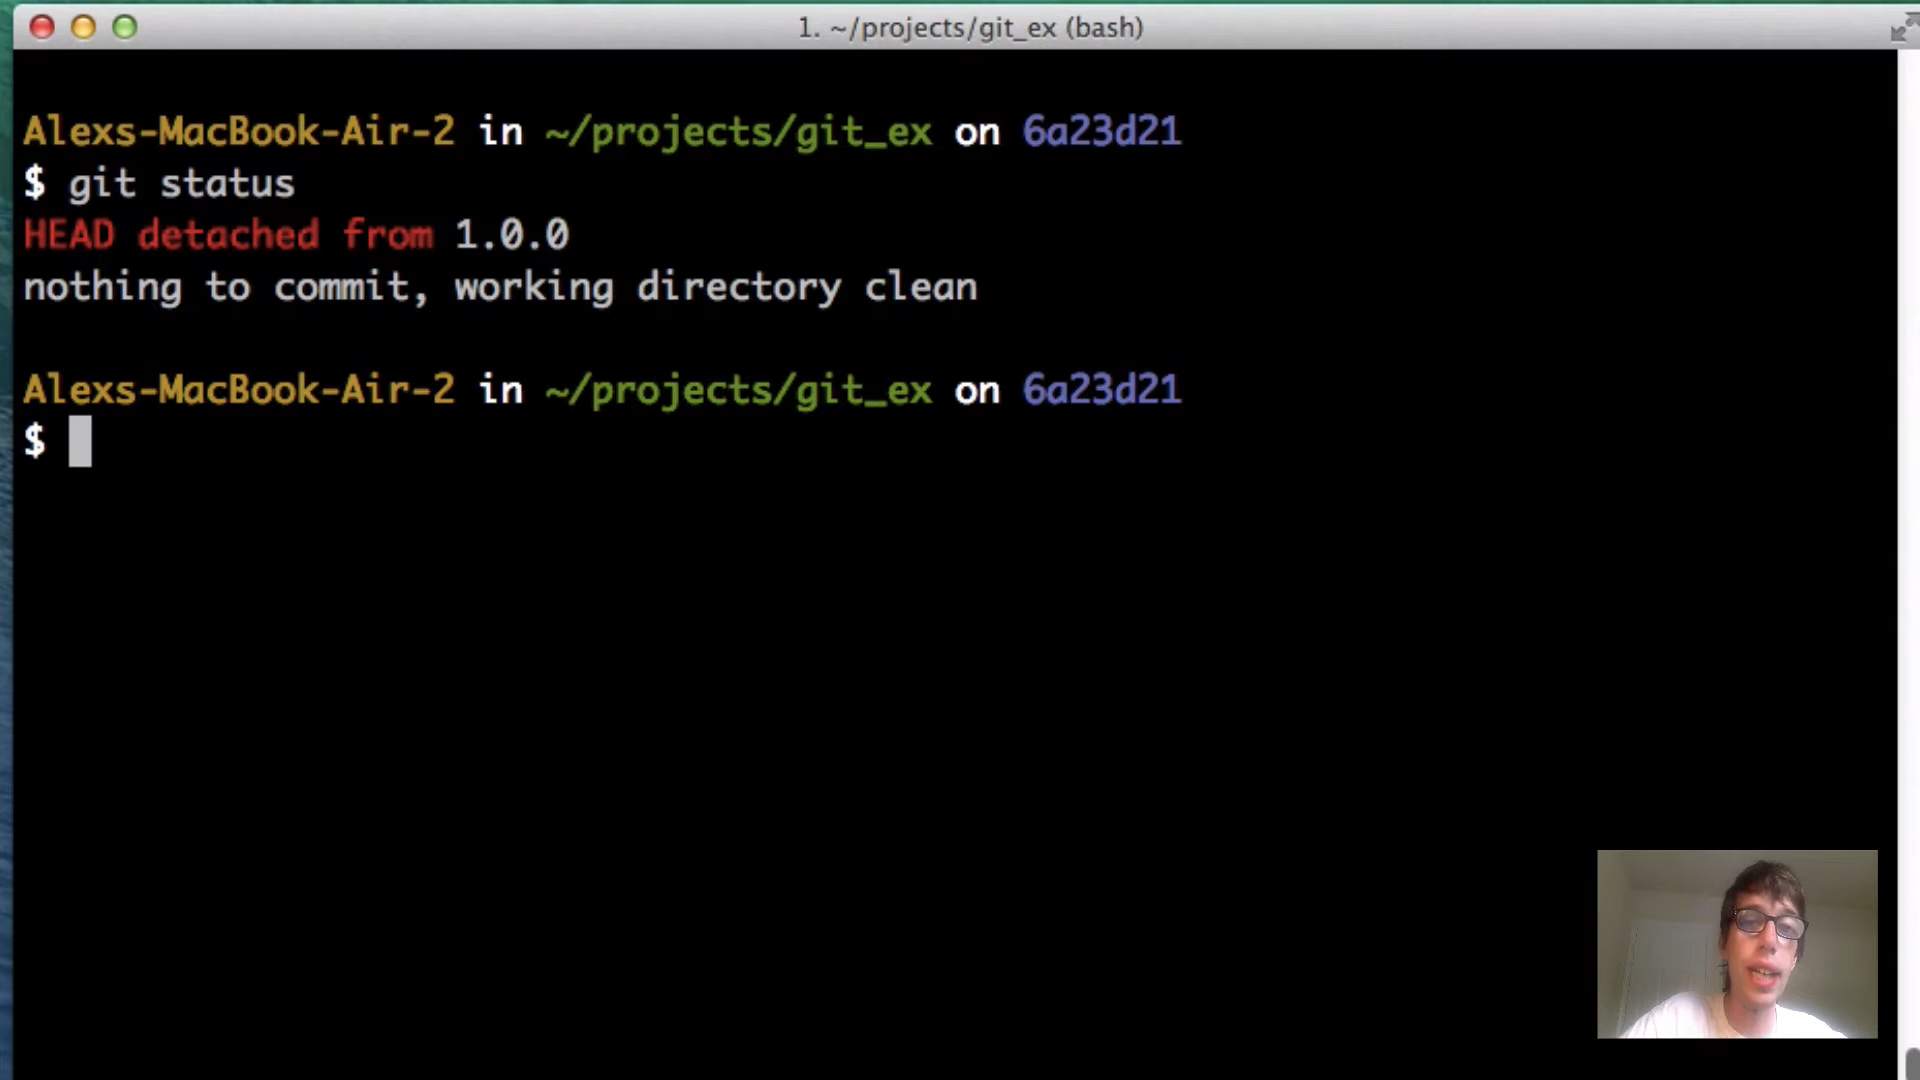 1. ~/projects/git_ex (bash)
Alexs-MacBook-Air-2 in ~/projects/git_ex on 6a23d21
$ git status
HEAD detached from 1.0.0
nothing to commit, working directory clean
Alexs-MacBook-Air-2 in ~/projects/git_ex on 6a23d21
$